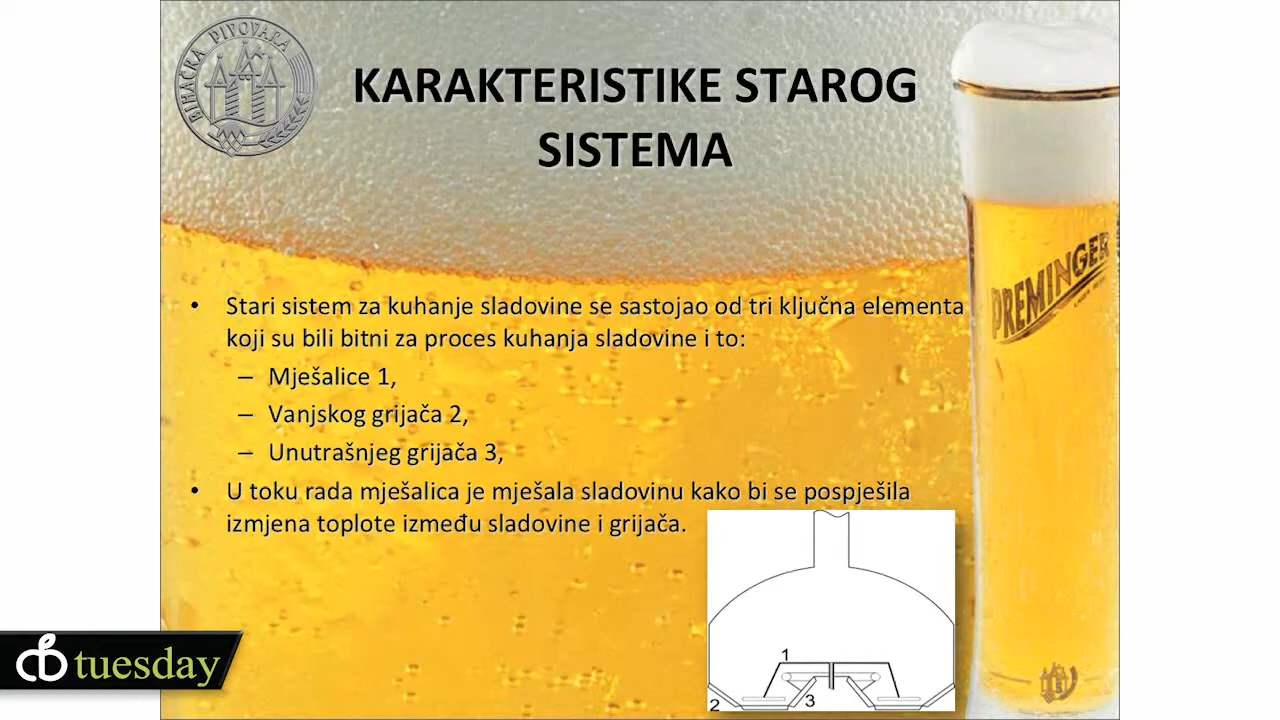 BIHAĆKA PIVOVARA
KARAKTERISTIKE STAROG
SISTEMA
PREMINGER
• Stari sistem za kuhanje sladovine se sastojao od tri ključna elementa
koji su bili bitni za proces kuhanja sladovine i to:
– Mješalice 1,
– Vanjskog grijača 2,
– Unutrašnjeg grijača 3,
• U toku rada mješalica je mješala sladovinu kako bi se pospješila
izmjena toplote između sladovine i grijača.
1
2
3
tuesday